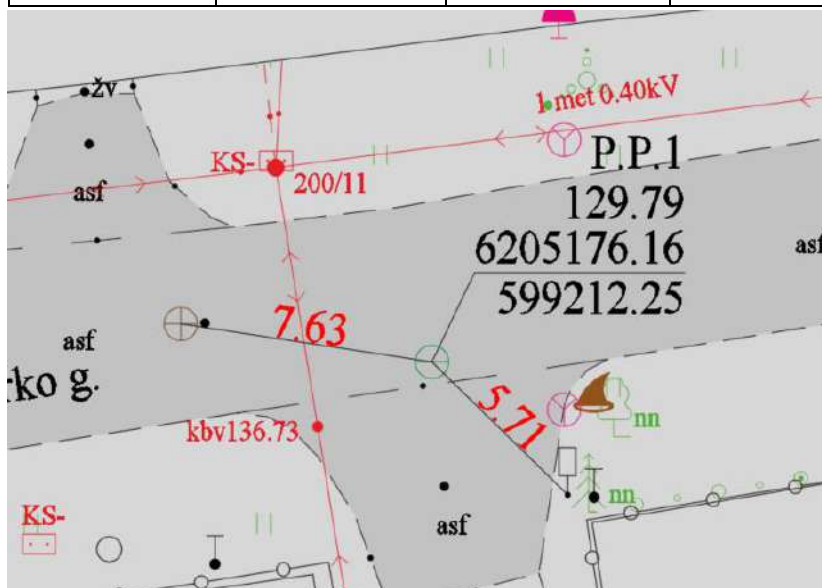 žv
1 met 0.40kV
KS-
200/11
P.P.1
asf
129.79
6205176.16
asf
599212.25
7.63
asf
rko g.
5.71
nn
kbv136.73
nn
KS-
asf